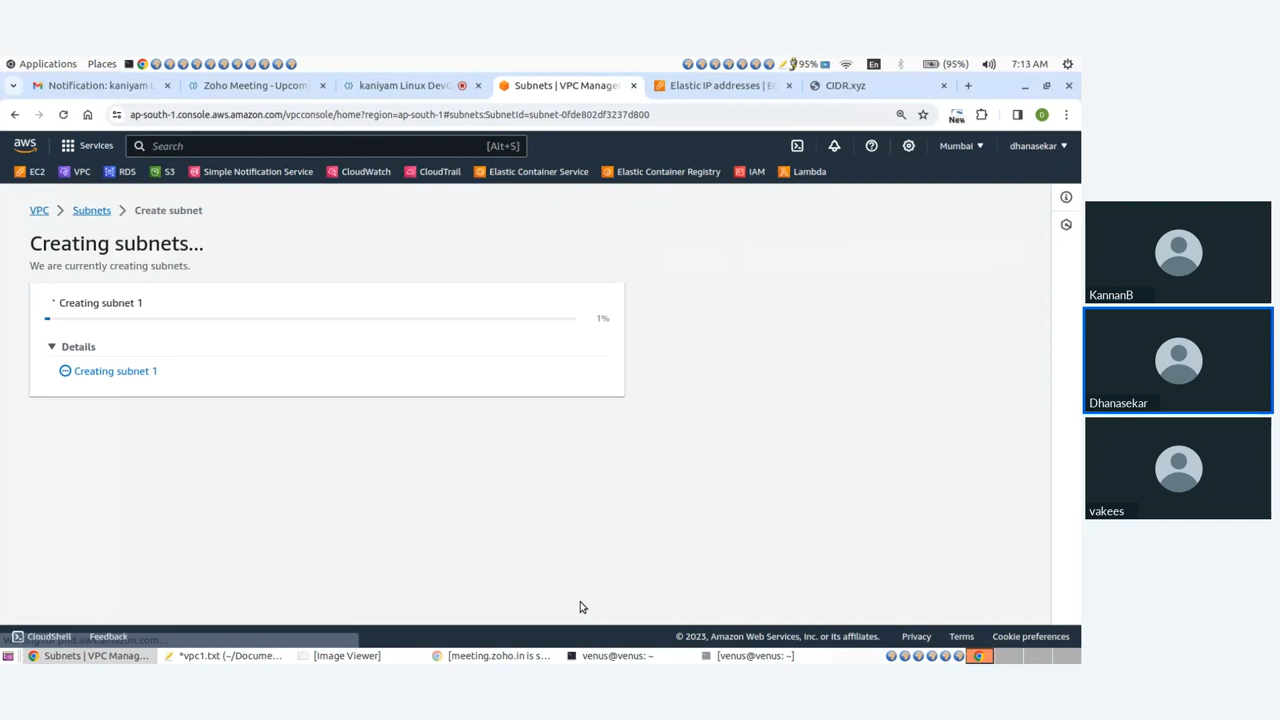 Applications Places 95% En (95%) 7:13 AM
Notification: kaniyam L
Zoho Meeting - Upcom
kaniyam Linux DevO
Subnets | VPC Manage
Elastic IP addresses | E
CIDR.xyz
ap-south-1.console.aws.amazon.com/vpcconsole/home?region=ap-south-1#subnets:SubnetId=subnet-0fde802df3237d800
New
D
aws Services Search [Alt+S] Mumbai dhanasekar
EC2 VPC RDS S3 Simple Notification Service CloudWatch CloudTrail Elastic Container Service Elastic Container Registry IAM Lambda
VPC Subnets Create subnet
Creating subnets...
We are currently creating subnets.
Creating subnet 1
1%
Details
Creating subnet 1
KannanB
Dhanasekar
vakees
CloudShell Feedback © 2023, Amazon Web Services, Inc. or its affiliates. Privacy Terms Cookie preferences
Subnets | VPC Manag... *vpc1.txt (~/Docume... [Image Viewer] [meeting.zoho.in is s... venus@venus: ~ [venus@venus: ~]